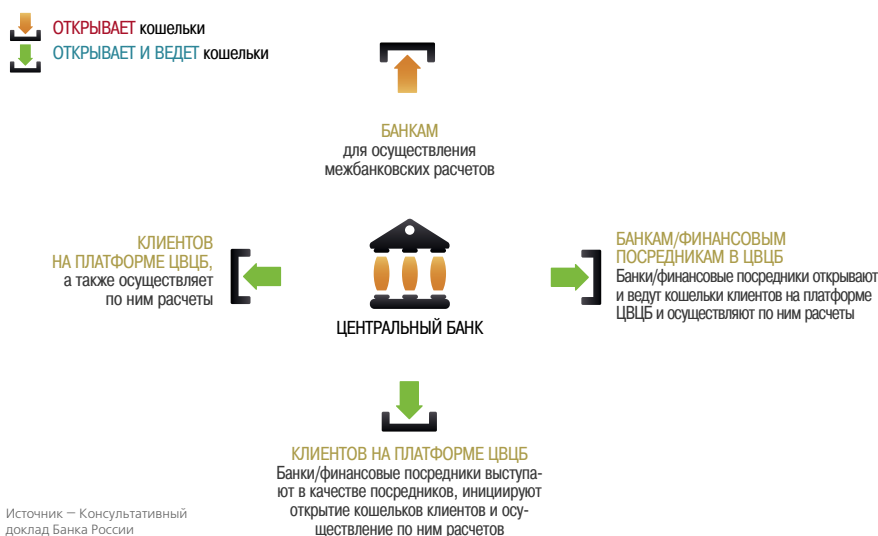 ОТКРЫВАЕТ кошельки
ОТКРЫВАЕТ И ВЕДЕТ кошельки
БАНКАМ
для осуществления
межбанковских расчетов
КЛИЕНТОВ
НА ПЛАТФОРМЕ ЦВЦБ,
а также осуществляет
по ним расчеты
ЦЕНТРАЛЬНЫЙ БАНК
БАНКАМ/ФИНАНСОВЫМ
ПОСРЕДНИКАМ В ЦВЦБ
Банки/финансовые посредники открывают
и ведут кошельки клиентов на платформе
ЦВЦБ и осуществляют по ним расчеты
КЛИЕНТОВ НА ПЛАТФОРМЕ ЦВЦБ
Банки/финансовые посредники выступа-
ют в качестве посредников, инициируют
открытие кошельков клиентов и осу-
ществление по ним расчетов
Источник — Консультативный
доклад Банка России